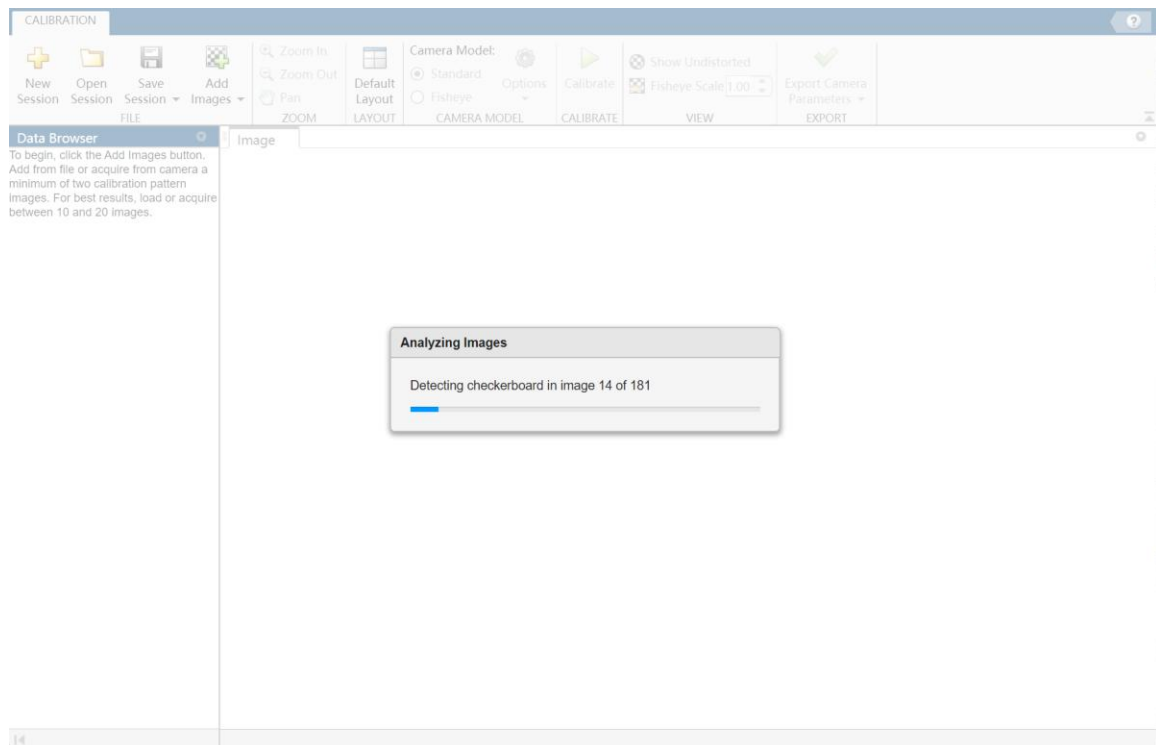 CALIBRATION
?
New Session
Open Session
Save Session
Add Images
FILE
Zoom In
Zoom Out
Pan
ZOOM
Default Layout
LAYOUT
Camera Model:
Standard
Fisheye
Options
CAMERA MODEL
Calibrate
CALIBRATE
Show Undistorted
Fisheye Scale 1.00
VIEW
Export Camera Parameters
EXPORT
Data Browser
To begin, click the Add Images button.
Add from file or acquire from camera a
minimum of two calibration pattern
images. For best results, load or acquire
between 10 and 20 images.
Image
Analyzing Images
Detecting checkerboard in image 14 of 181